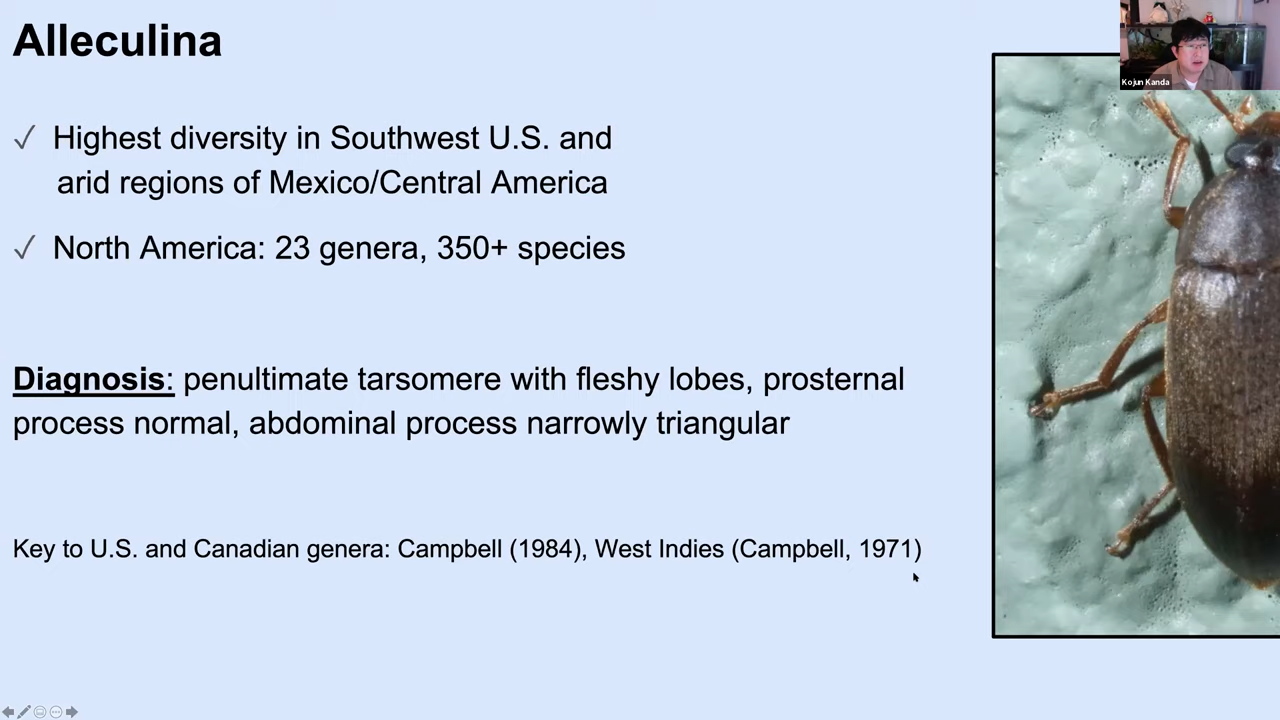 Alleculina
Kojun Kanda
✓ Highest diversity in Southwest U.S. and
arid regions of Mexico/Central America
✓ North America: 23 genera, 350+ species
Diagnosis: penultimate tarsomere with fleshy lobes, prosternal
process normal, abdominal process narrowly triangular
Key to U.S. and Canadian genera: Campbell (1984), West Indies (Campbell, 1971)